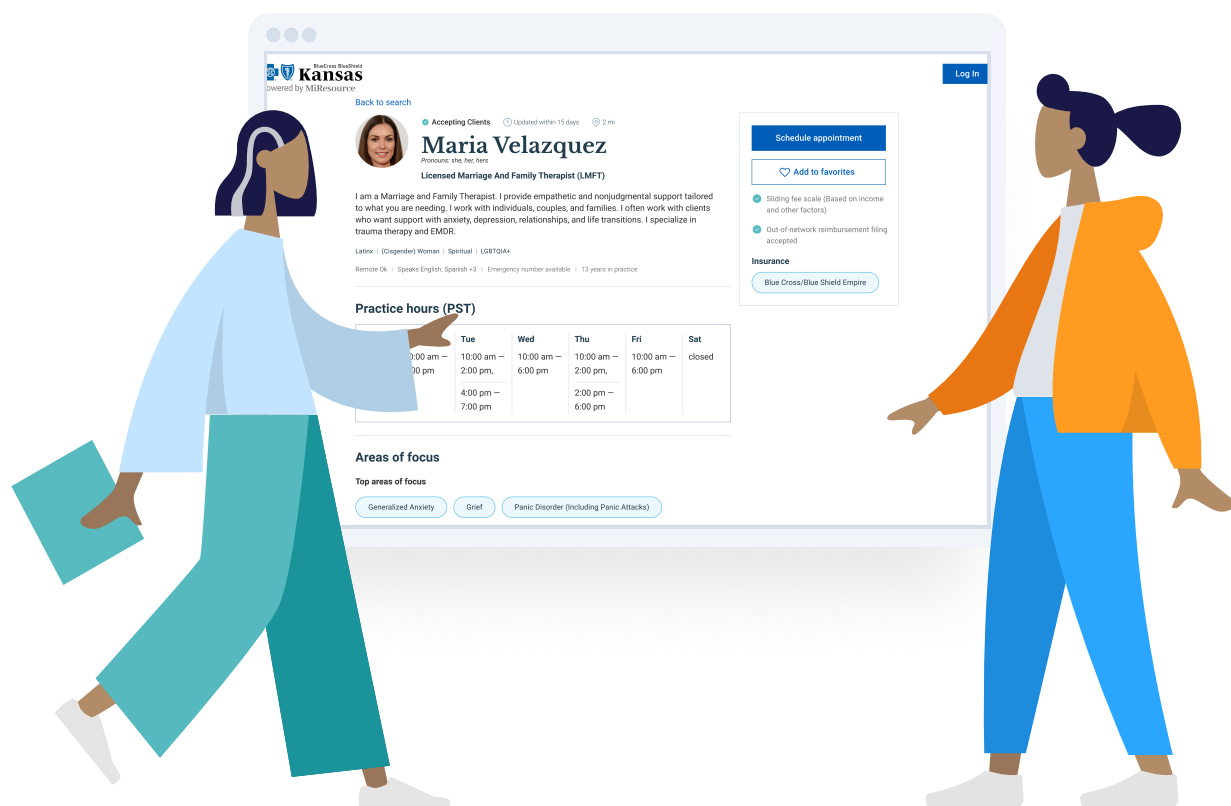 BlueCross BlueShield
Kansas
owered by MiResource
Log In
Back to search
Accepting Clients
Updated within 15 days
2 mi
Maria Velazquez
Pronouns: she, her, hers
Licensed Marriage And Family Therapist (LMFT)
I am a Marriage and Family Therapist. I provide empathetic and nonjudgmental support tailored
to what you are needing. I work with individuals, couples, and families. I often work with clients
who want support with anxiety, depression, relationships, and life transitions. I specialize in
trauma therapy and EMDR.
Latinx | (Cisgender) Woman | Spiritual | LGBTQIA+
Remote Ok | Speaks English, Spanish +3 | Emergency number available | 13 years in practice
Schedule appointment
Add to favorites
Sliding fee scale (Based on income
and other factors)
Out-of-network reimbursement filing
accepted
Insurance
Blue Cross/Blue Shield Empire
Practice hours (PST)
Tue Wed Thu Fri Sat
0:00 am – 10:00 am – 10:00 am – 10:00 am – 10:00 am – closed
00 pm 2:00 pm, 6:00 pm 2:00 pm, 6:00 pm
4:00 pm – 2:00 pm –
7:00 pm 6:00 pm
Areas of focus
Top areas of focus
Generalized Anxiety
Grief
Panic Disorder (Including Panic Attacks)